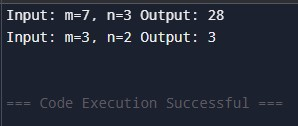 Input: m=7, n=3 Output: 28
Input: m=3, n=2 Output: 3
=== Code Execution Successful ===